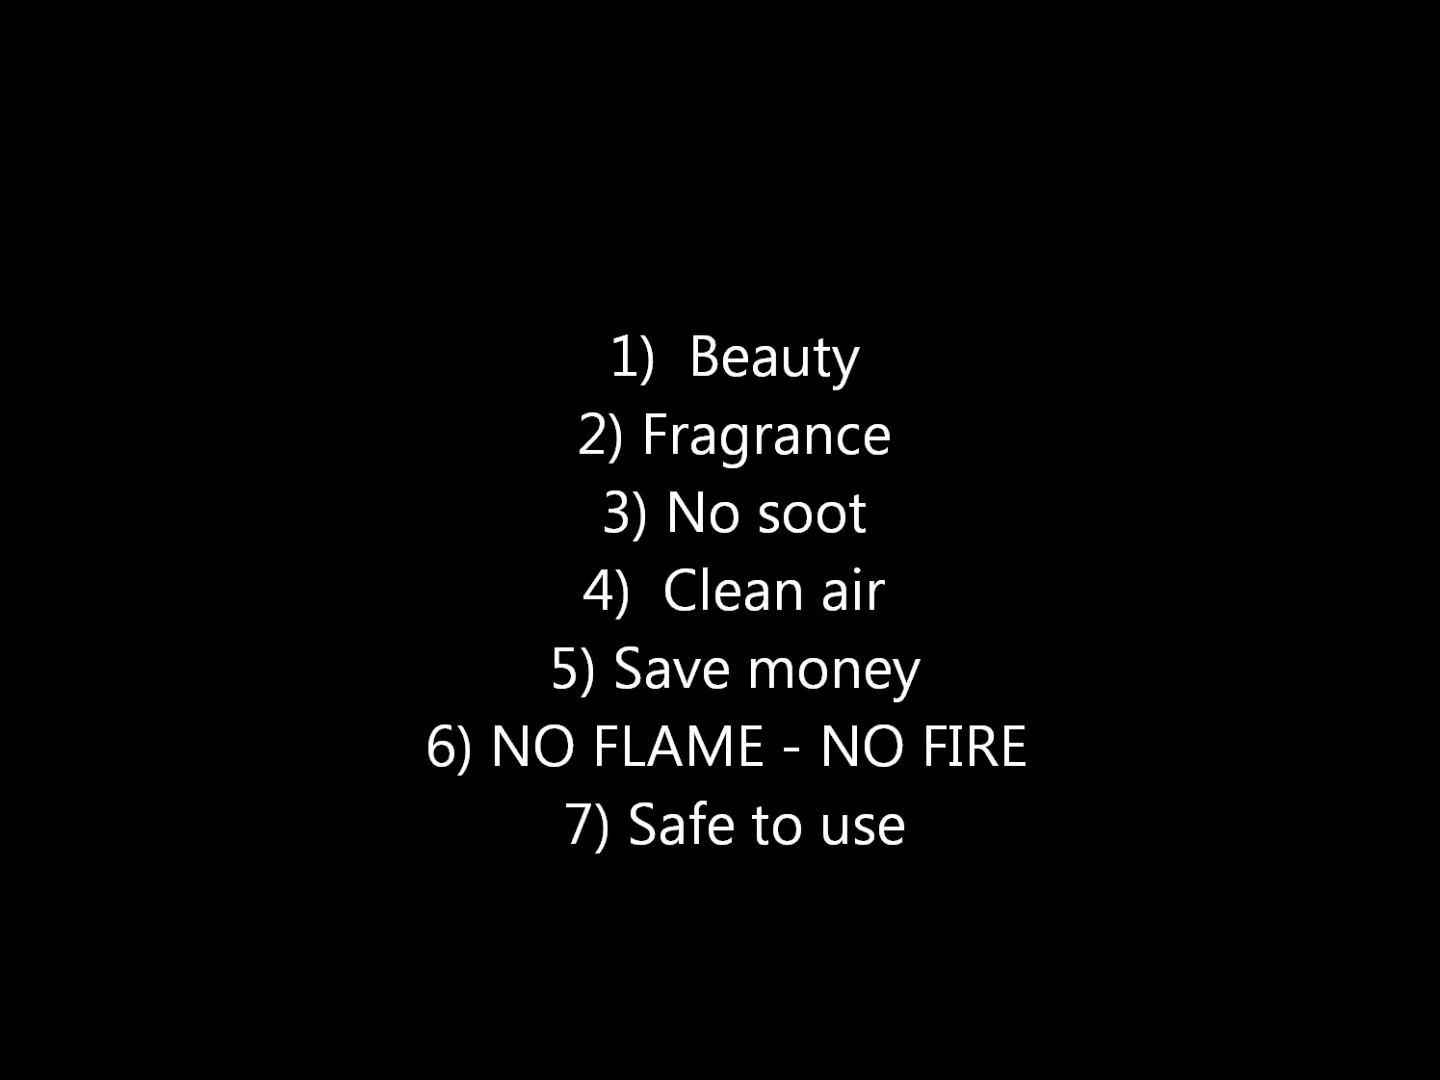 1)  Beauty
2) Fragrance
3) No soot
4)  Clean air
5) Save money
6) NO FLAME - NO FIRE
7) Safe to use